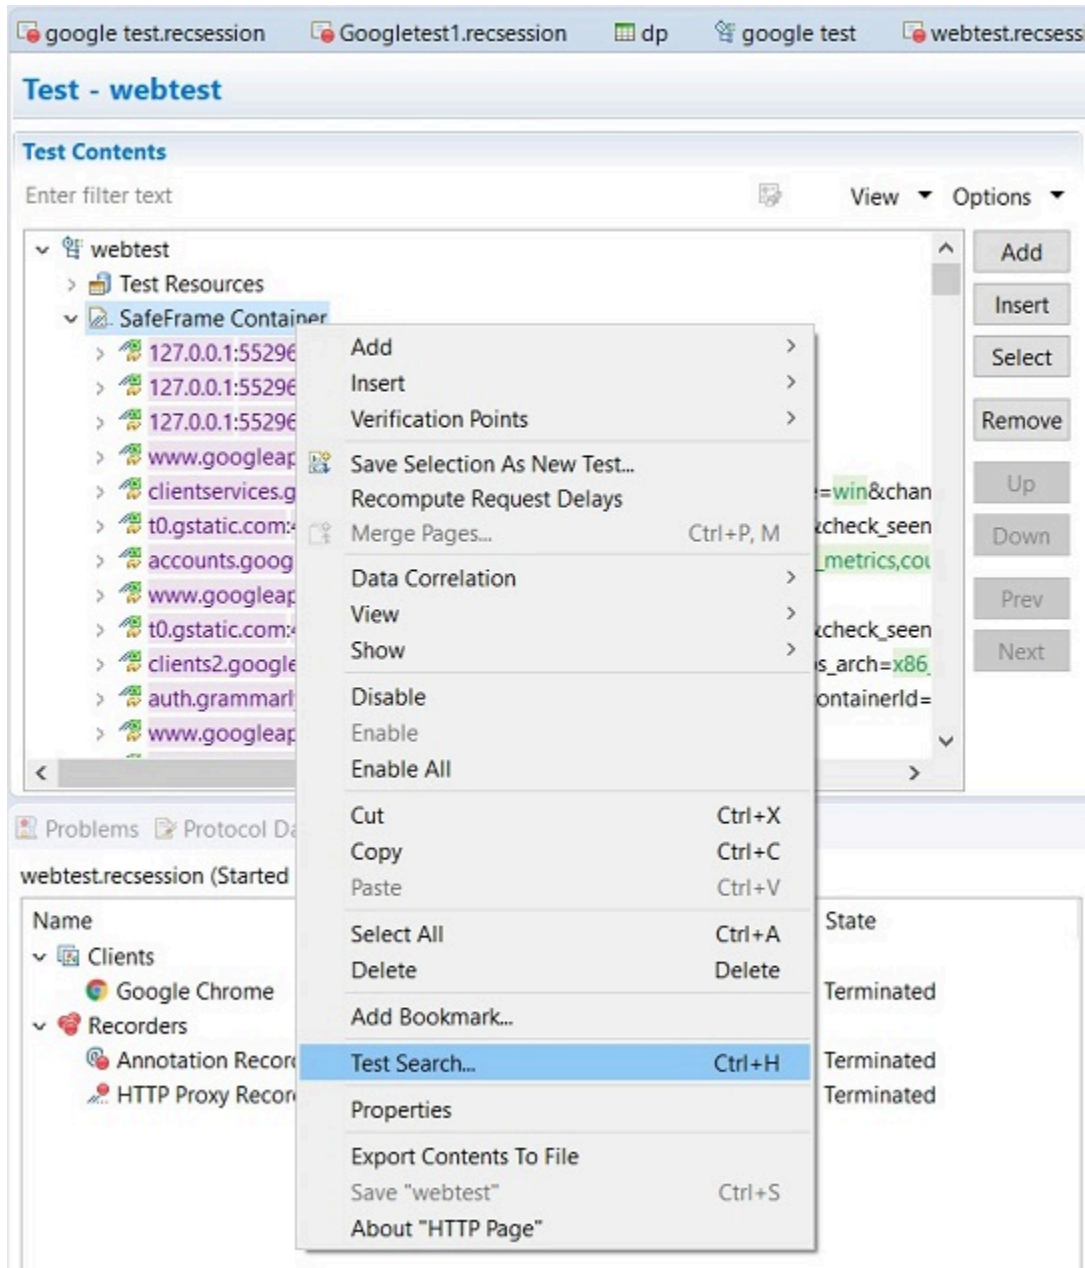 google test.recsession Googletest1.recsession dp google test webtest.recsess
Test - webtest
Test Contents
Enter filter text View Options
webtest
Test Resources
SafeFrame Container
127.0.0.1:55296
127.0.0.1:55296
127.0.0.1:55296
www.googleap
clientservices.g =win&chan
t0.gstatic.com: &check_seen
accounts.goog _metrics,cou
www.googleap
t0.gstatic.com: &check_seen
clients2.google s_arch=x86_
auth.grammarl ontainerId=
www.googleap
Add
Insert
Select
Remove
Up
Down
Prev
Next
Add
Insert
Verification Points
Save Selection As New Test...
Recompute Request Delays
Merge Pages... Ctrl+P, M
Data Correlation
View
Show
Disable
Enable
Enable All
Cut Ctrl+X
Copy Ctrl+C
Paste Ctrl+V
Select All Ctrl+A
Delete Delete
Add Bookmark...
Test Search... Ctrl+H
Properties
Export Contents To File
Save "webtest" Ctrl+S
About "HTTP Page"
Problems Protocol Da
webtest.recsession (Started
Name State
Clients
Google Chrome Terminated
Recorders
Annotation Recor Terminated
HTTP Proxy Recor Terminated